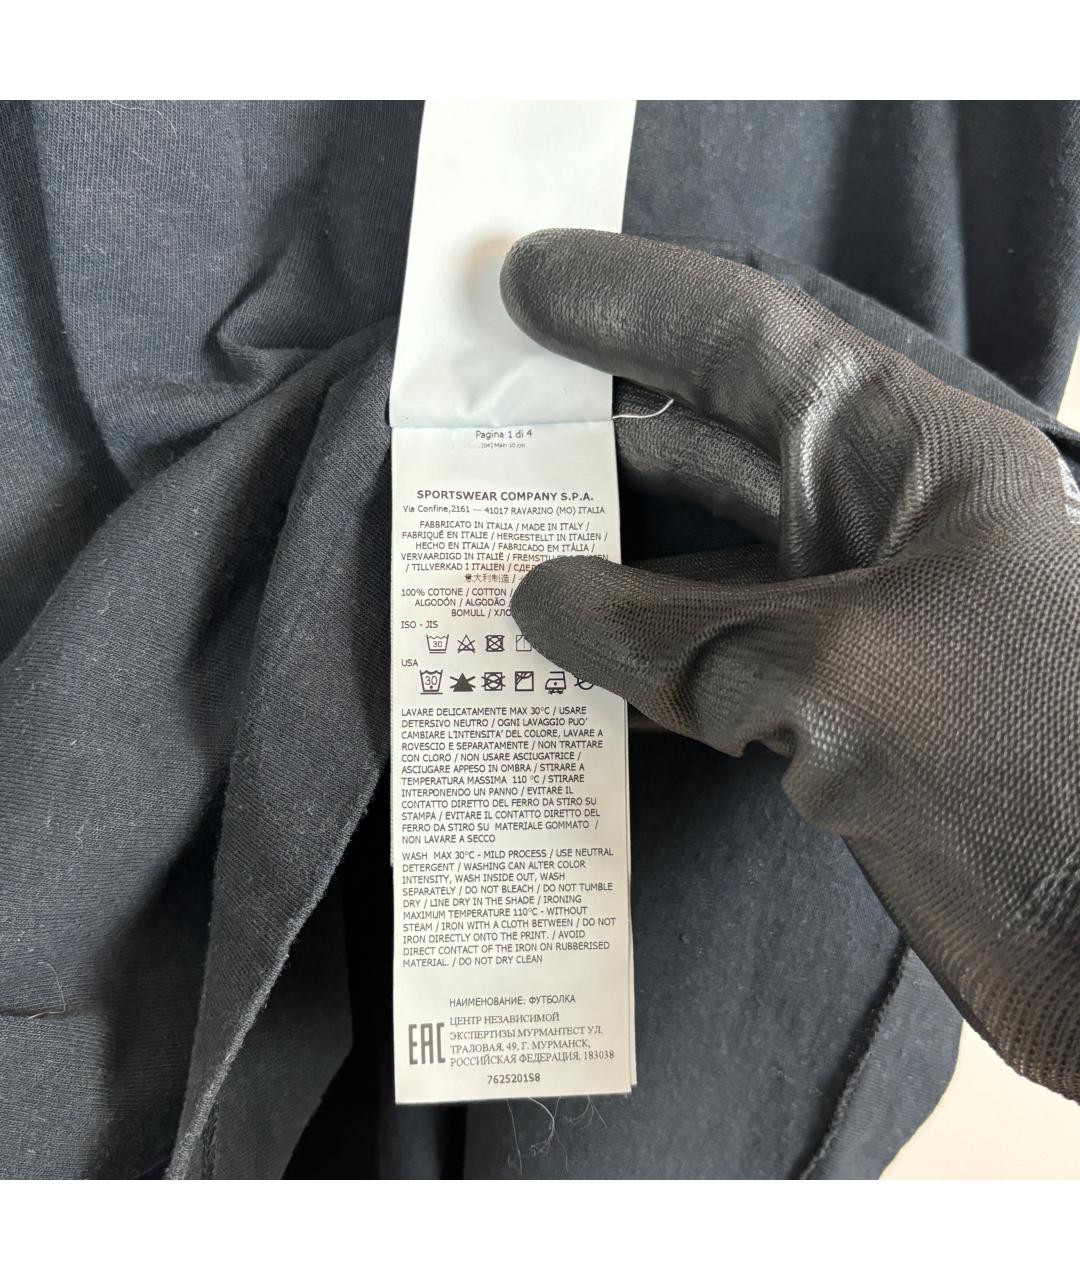 Pagina 1 di 4
[04] Main 10 cm
SPORTSWEAR COMPANY S.P.A.
Via Confine,2161 — 41017 RAVARINO (MO) ITALIA
FABBRICATO IN ITALIA / MADE IN ITALY /
FABRIQUÉ EN ITALIE / HERGESTELLT IN ITALIEN /
HECHO EN ITALIA / FABRICADO EM ITÁLIA /
VERVAARDIGD IN ITALIË /
/ TILLVERKAD I ITALIEN /
意大利制造 /
100% COTONE / COTTON /
ALGODÓN / ALGODÃO
BOMULL /
ISO - JIS
30
USA
30
LAVARE DELICATAMENTE MAX 30°C / USARE
DETERSIVO NEUTRO / OGNI LAVAGGIO PUO'
CAMBIARE L'INTENSITA' DEL COLORE, LAVARE A
ROVESCIO E SEPARATAMENTE / NON TRATTARE
CON CLORO / NON USARE ASCIUGATRICE /
ASCIUGARE APPESO IN OMBRA / STIRARE A
TEMPERATURA MASSIMA 110 °C / STIRARE
INTERPONENDO UN PANNO / EVITARE IL
CONTATTO DIRETTO DEL FERRO DA STIRO SU
STAMPA / EVITARE IL CONTATTO DIRETTO DEL
FERRO DA STIRO SU MATERIALE GOMMATO /
NON LAVARE A SECCO
WASH MAX 30°C - MILD PROCESS / USE NEUTRAL
DETERGENT / WASHING CAN ALTER COLOR
INTENSITY, WASH INSIDE OUT, WASH
SEPARATELY / DO NOT BLEACH / DO NOT TUMBLE
DRY / LINE DRY IN THE SHADE / IRONING
MAXIMUM TEMPERATURE 110°C - WITHOUT
STEAM / IRON WITH A CLOTH BETWEEN / DO NOT
IRON DIRECTLY ONTO THE PRINT. / AVOID
DIRECT CONTACT OF THE IRON ON RUBBERISED
MATERIAL. / DO NOT DRY CLEAN
НАИМЕНОВАНИЕ: ФУТБОЛКА
EAC
ЦЕНТР НЕЗАВИСИМОЙ
ЭКСПЕРТИЗЫ МУРМАНТЕСТ УЛ.
ТРАЛОВАЯ, 49, Г. МУРМАНСК,
РОССИЙСКАЯ ФЕДЕРАЦИЯ, 183038
7625201S8